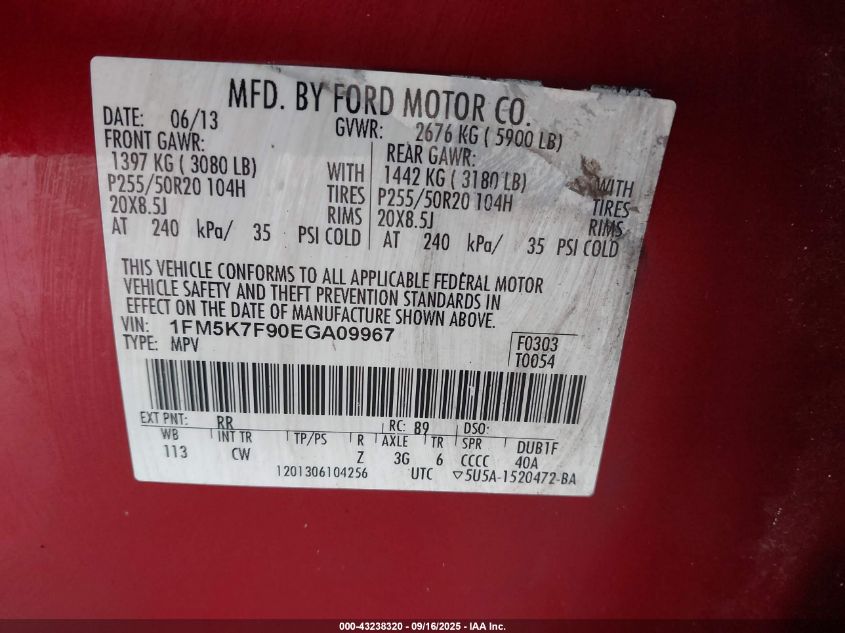 MFD. BY FORD MOTOR CO.
DATE: 06/13 GVWR: 2676 KG ( 5900 LB)
FRONT GAWR: REAR GAWR:
1397 KG ( 3080 LB) WITH 1442 KG ( 3180 LB) WITH
P255/50R20 104H TIRES P255/50R20 104H TIRES
20X8.5J RIMS 20X8.5J RIMS
AT 240 kPa/ 35 PSI COLD AT 240 kPa/ 35 PSI COLD
THIS VEHICLE CONFORMS TO ALL APPLICABLE FEDERAL MOTOR
VEHICLE SAFETY AND THEFT PREVENTION STANDARDS IN
EFFECT ON THE DATE OF MANUFACTURE SHOWN ABOVE.
VIN: 1FM5K7F90EGA09967 F0303
TYPE: MPV T0054
EXT PNT: RR RC: 89 DSO:
WB INT TR TP/PS R AXLE TR SPR DUB1F
113 CW Z 3G 6 CCCC 40A
1201306104256 UTC ▽5U5A-1520472-BA
000-43238320 - 09/16/2025 - IAA Inc.